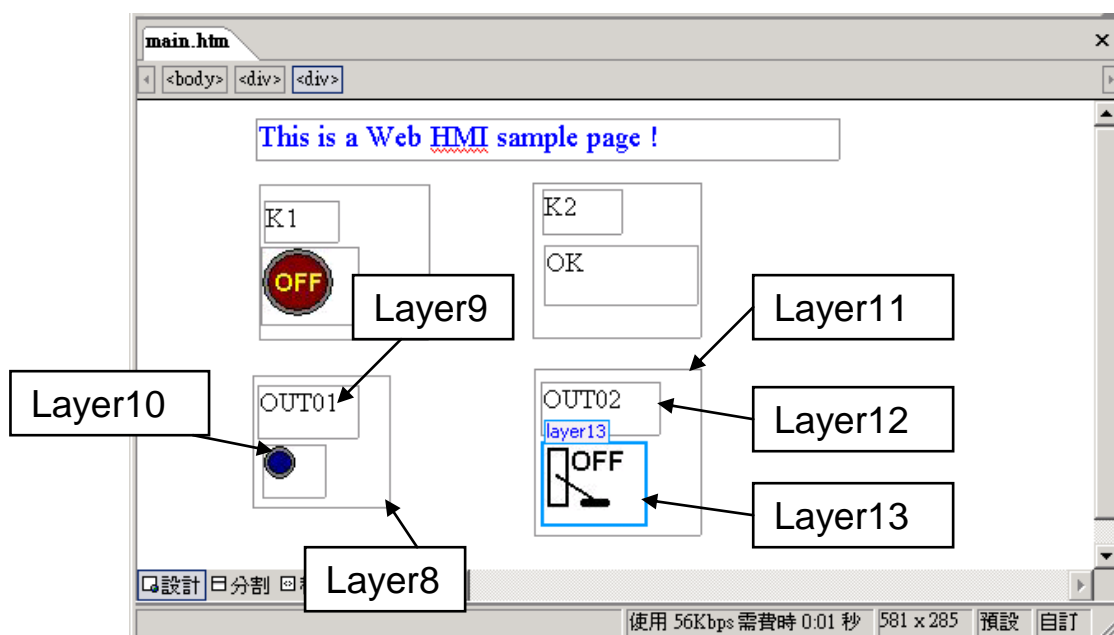 main.htm
<body> <div> <div>
This is a Web HMI sample page !
K1
K2
OFF
OK
Layer9
Layer11
Layer10
OUT01
OUT02
Layer12
layer13
OFF
Layer13
Layer8
設計 分割
使用 56Kbps 需費時 0:01 秒 581 x 285 預設 自訂